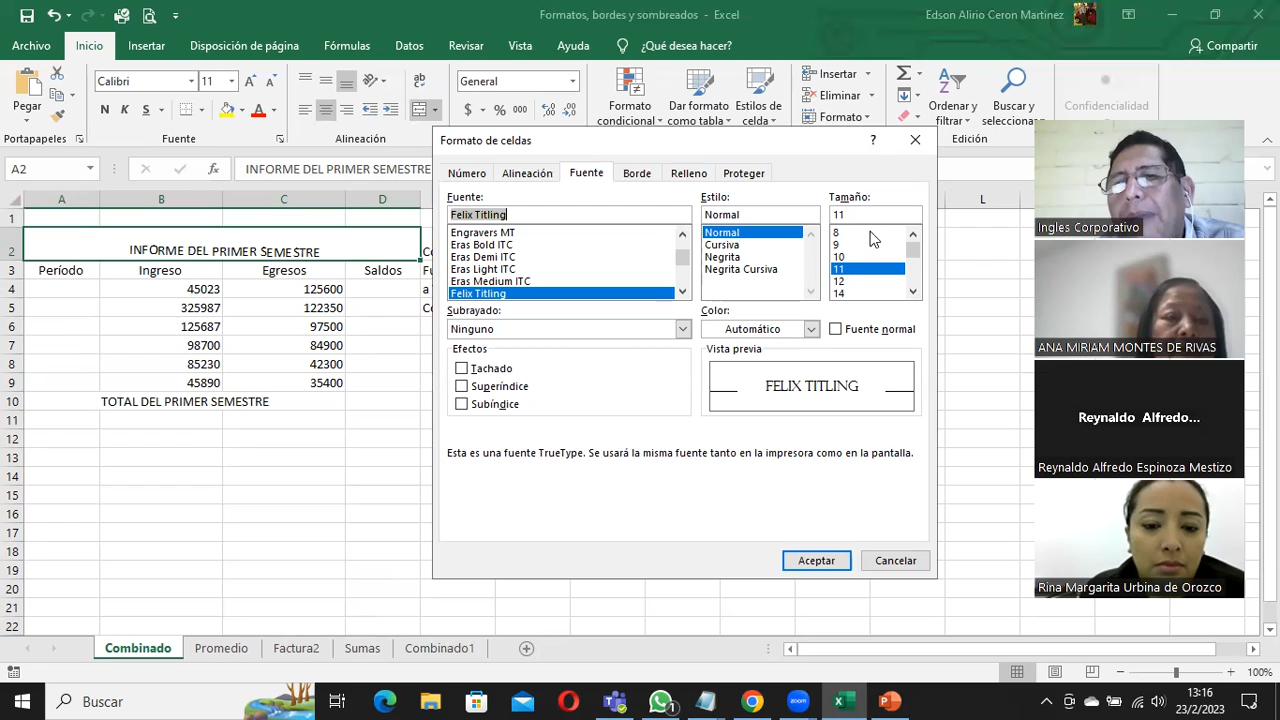 Formatos, bordes y sombreados - Excel
Edson Alirio Ceron Martinez
Archivo Inicio Insertar Disposición de página Fórmulas Datos Revisar Vista Ayuda ¿Qué desea hacer? Compartir
Pegar
Calibri 11
N K S
General
$ % 000
Formato condicional
Dar formato como tabla
Estilos de celda
Insertar
Eliminar
Formato
Ordenar y filtrar
Buscar y seleccionar
Confidencialidad
Portapapeles Fuente Alineación Edición
A2 fx INFORME DEL PRIMER SEMESTRE
A B C D L
1
2 INFORME DEL PRIMER SEMESTRE
3 Período Ingreso Egresos Saldos
4 45023 125600
5 325987 122350
6 125687 97500
7 98700 84900
8 85230 42300
9 45890 35400
10 TOTAL DEL PRIMER SEMESTRE
11
12
13
14
15
16
17
18
19
20
21
22
Formato de celdas
Número Alineación Fuente Borde Relleno Proteger
Fuente: Estilo: Tamaño:
Felix Titling Normal 11
Engravers MT
Eras Bold ITC
Eras Demi ITC
Eras Light ITC
Eras Medium ITC
Felix Titling
Normal
Cursiva
Negrita
Negrita Cursiva
8
9
10
11
12
14
Subrayado: Color:
Ninguno Automático Fuente normal
Efectos
Tachado
Superíndice
Subíndice
Vista previa
FELIX TITLING
Esta es una fuente TrueType. Se usará la misma fuente tanto en la impresora como en la pantalla.
Aceptar Cancelar
Ingles Corporativo
ANA MIRIAM MONTES DE RIVAS
Reynaldo Alfredo...
Reynaldo Alfredo Espinoza Mestizo
Rina Margarita Urbina de Orozco
Combinado Promedio Factura2 Sumas Combinado1
100%
Buscar
13:16
23/2/2023